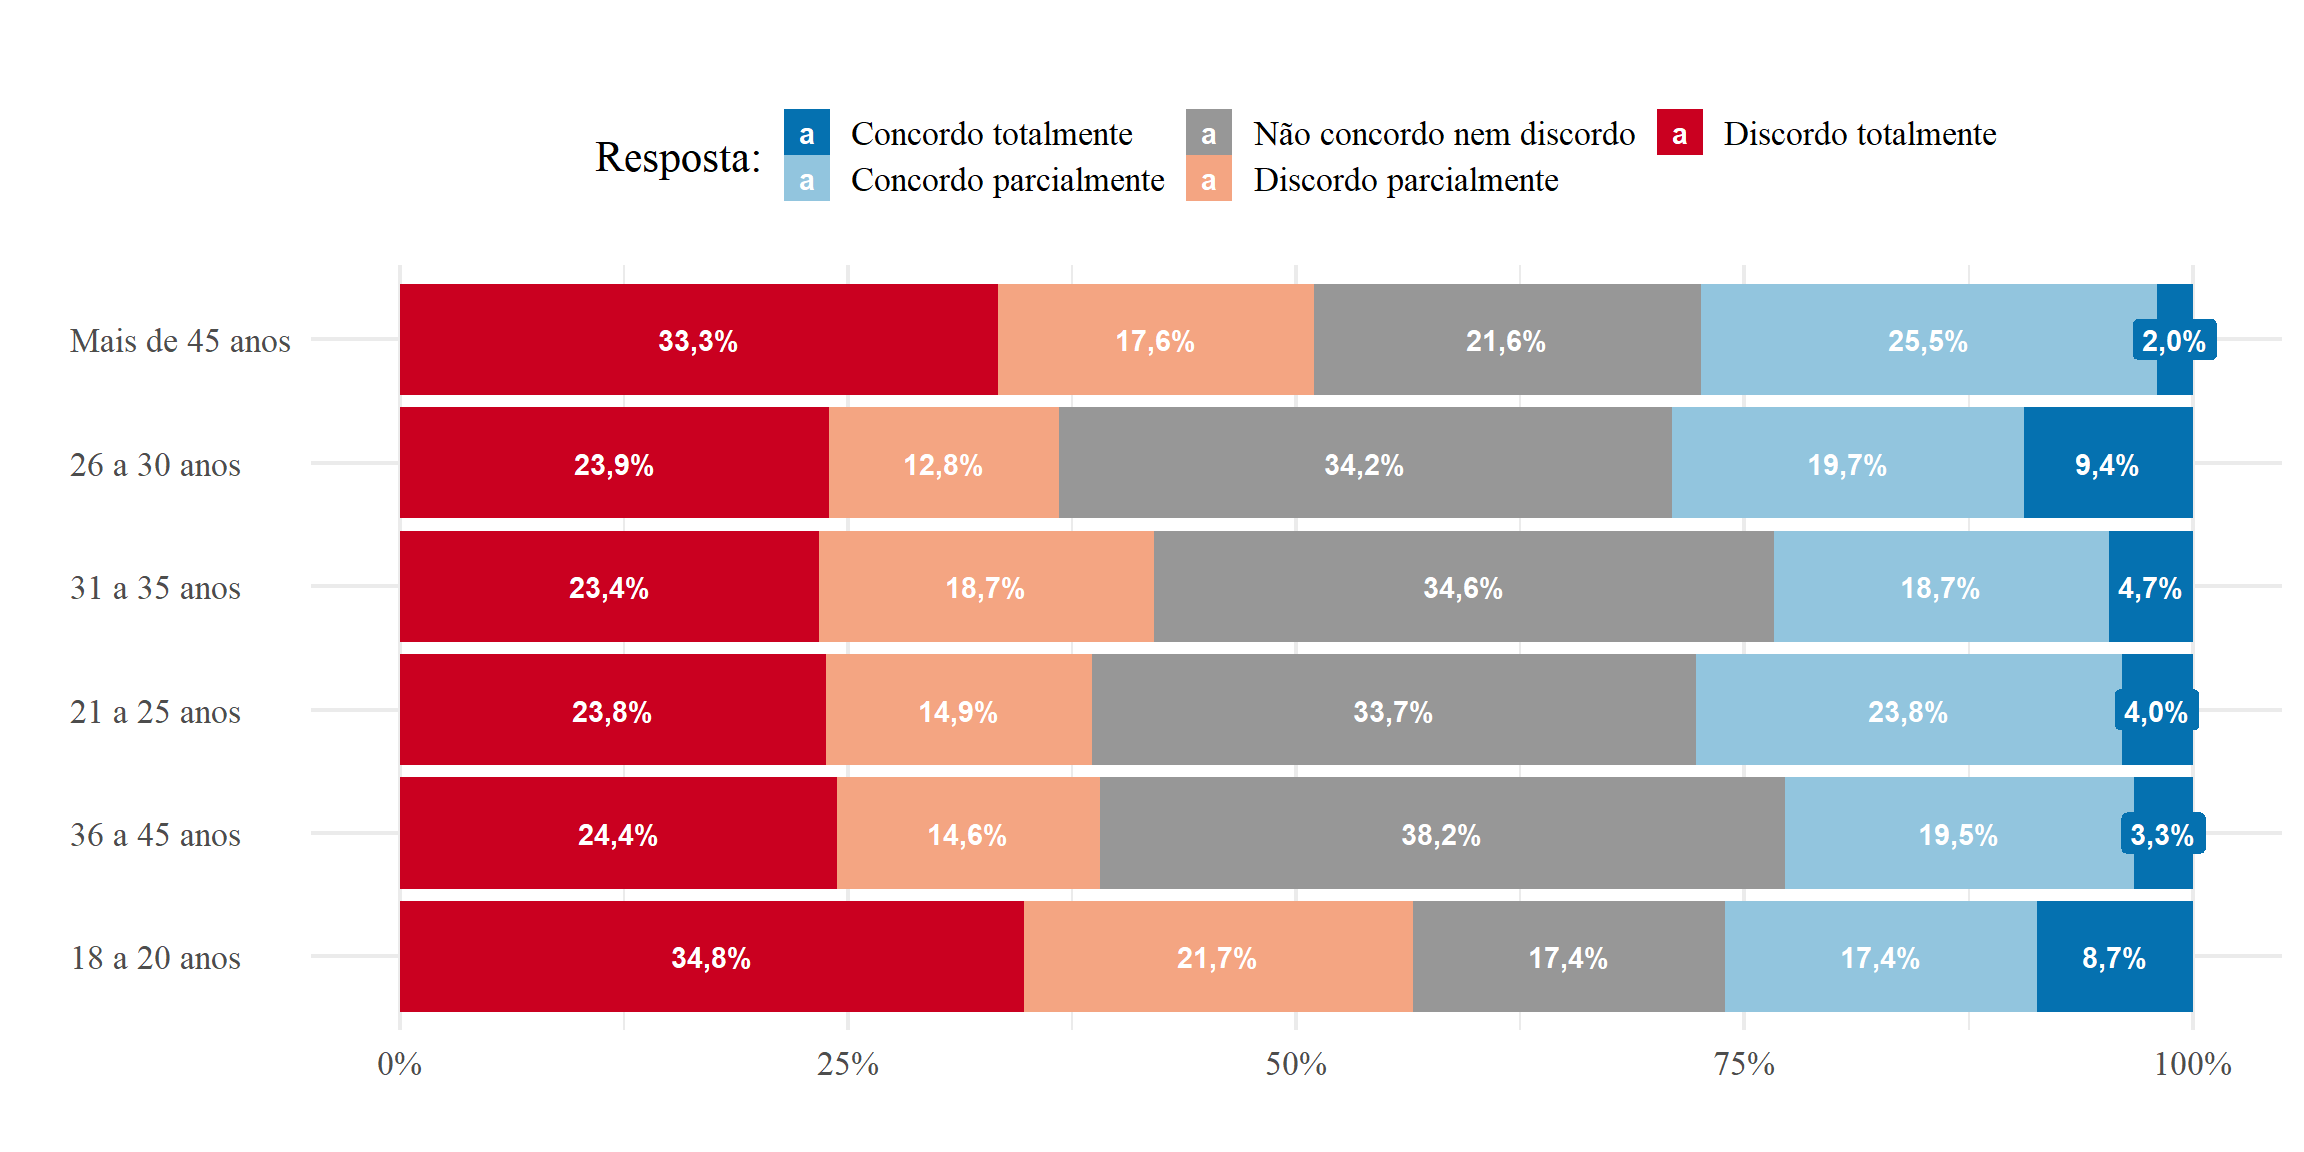 Resposta:
a Concordo totalmente a Não concordo nem discordo a Discordo totalmente
a Concordo parcialmente a Discordo parcialmente
Mais de 45 anos 33,3% 17,6% 21,6% 25,5% 2,0%
26 a 30 anos 23,9% 12,8% 34,2% 19,7% 9,4%
31 a 35 anos 23,4% 18,7% 34,6% 18,7% 4,7%
21 a 25 anos 23,8% 14,9% 33,7% 23,8% 4,0%
36 a 45 anos 24,4% 14,6% 38,2% 19,5% 3,3%
18 a 20 anos 34,8% 21,7% 17,4% 17,4% 8,7%
0% 25% 50% 75% 100%